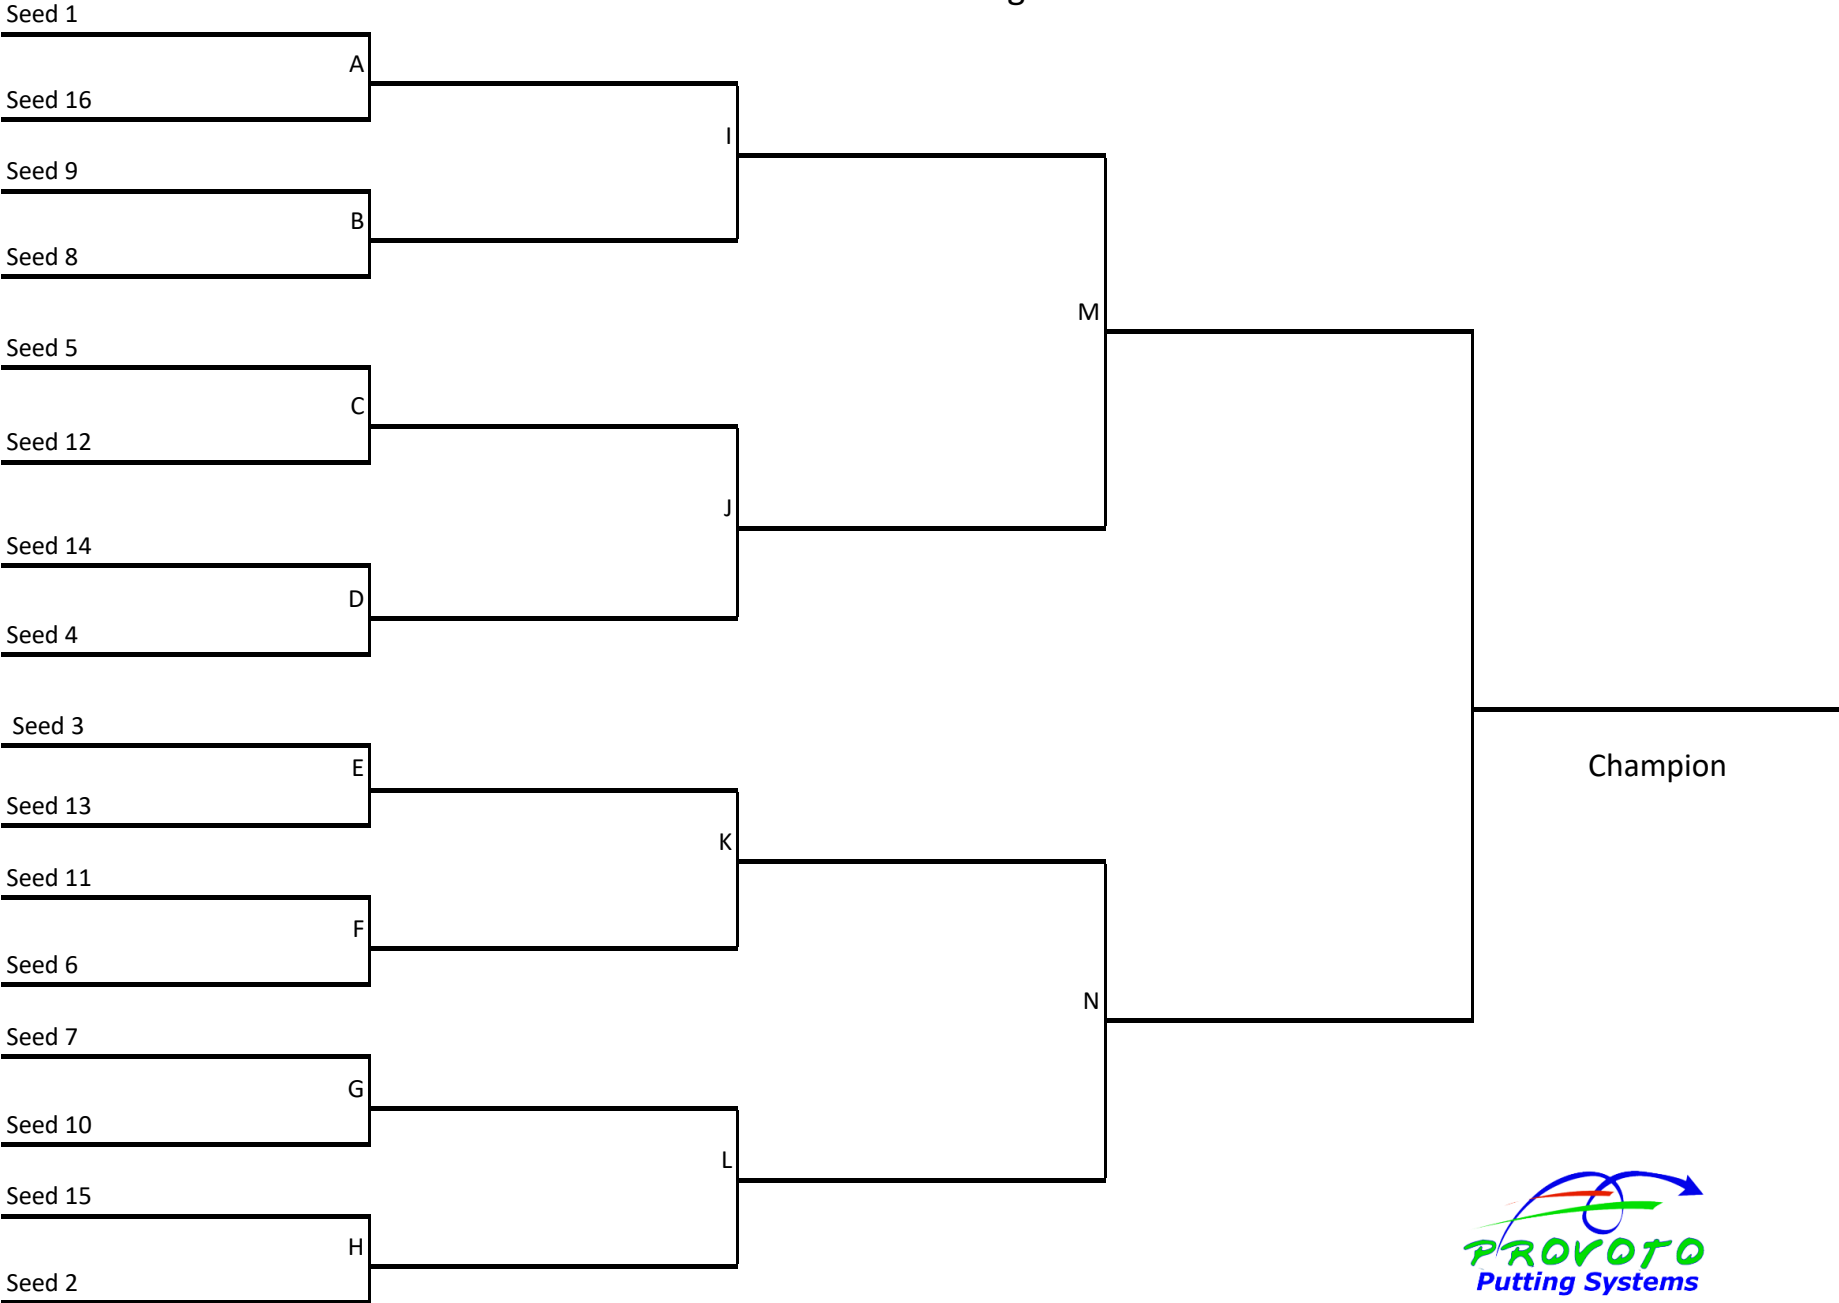 Seed 1
A
Seed 16
I
Seed 9
B
Seed 8
M
Seed 5
C
Seed 12
J
Seed 14
D
Seed 4
Seed 3
E
Seed 13
K
Seed 11
F
Seed 6
N
Seed 7
G
Seed 10
L
Seed 15
H
Seed 2
Champion
PROVOTO
Putting Systems